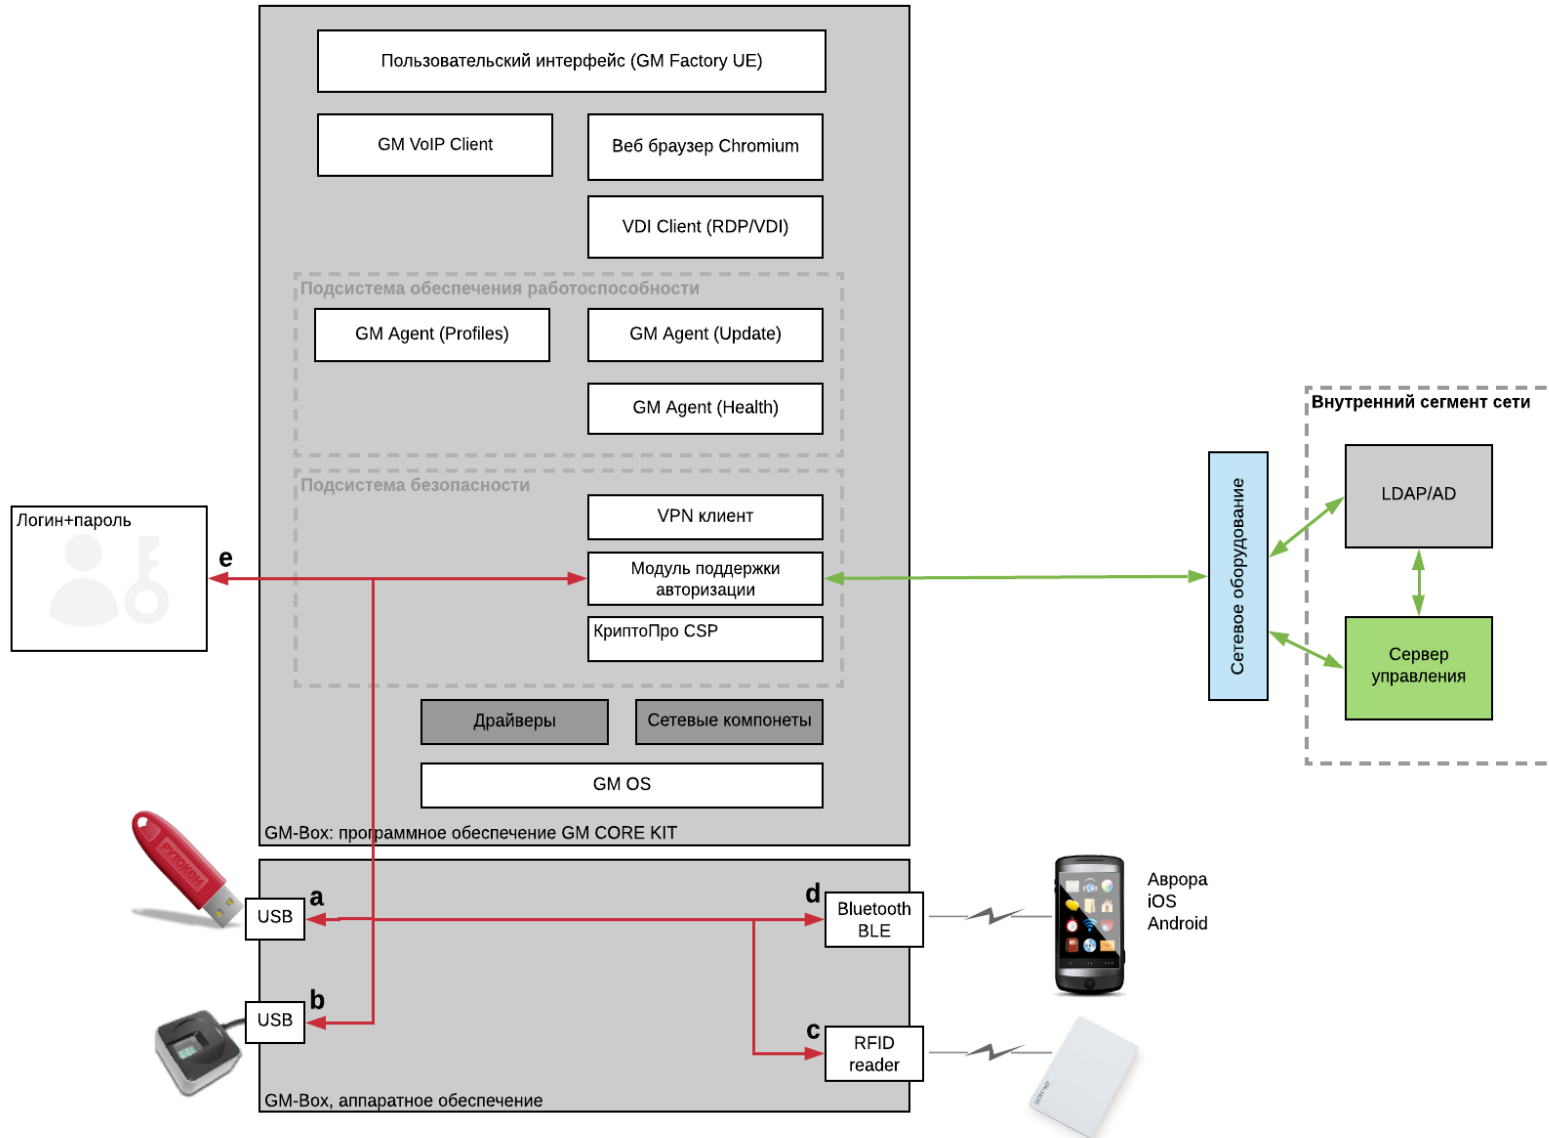 Пользовательский интерфейс (GM Factory UE)
GM VoIP Client
Веб браузер Chromium
VDI Client (RDP/VDI)
Подсистема обеспечения работоспособности
GM Agent (Profiles)
GM Agent (Update)
GM Agent (Health)
Подсистема безопасности
VPN клиент
Модуль поддержки
авторизации
КриптоПро CSP
Драйверы
Сетевые компонеты
GM OS
GM-Box: программное обеспечение GM CORE KIT
Логин+пароль
e
Сетевое оборудование
Внутренний сегмент сети
LDAP/AD
Сервер
управления
РУТОКЕН
USB
a
d
Bluetooth
BLE
Аврора
iOS
Android
USB
b
c
RFID
reader
GM-Box, аппаратное обеспечение